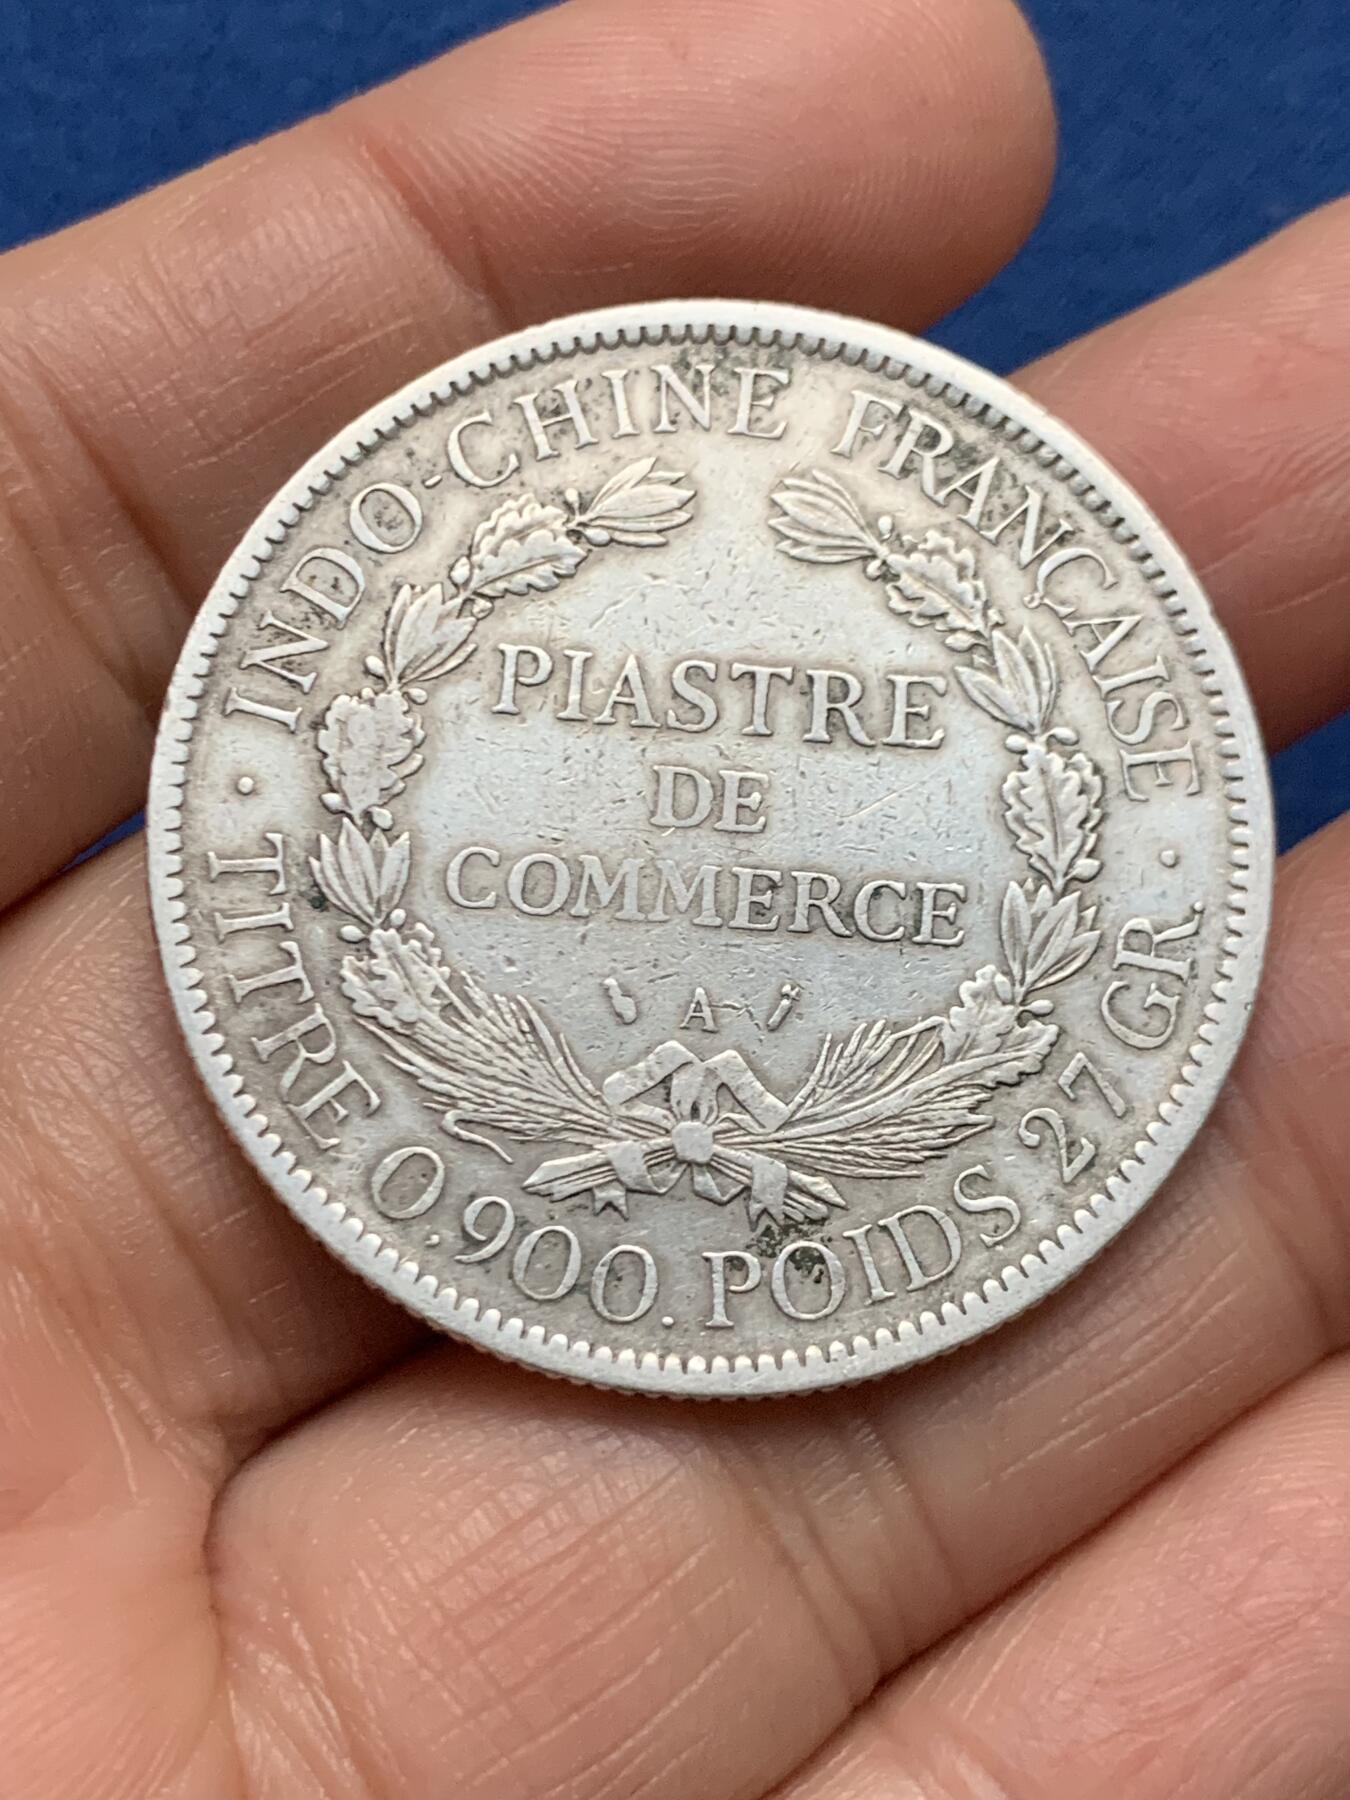 INDO-CHINE FRANÇAISE
PIASTRE
DE
COMMERCE
A
· TITRE 0,900. POIDS 27 GR. ·